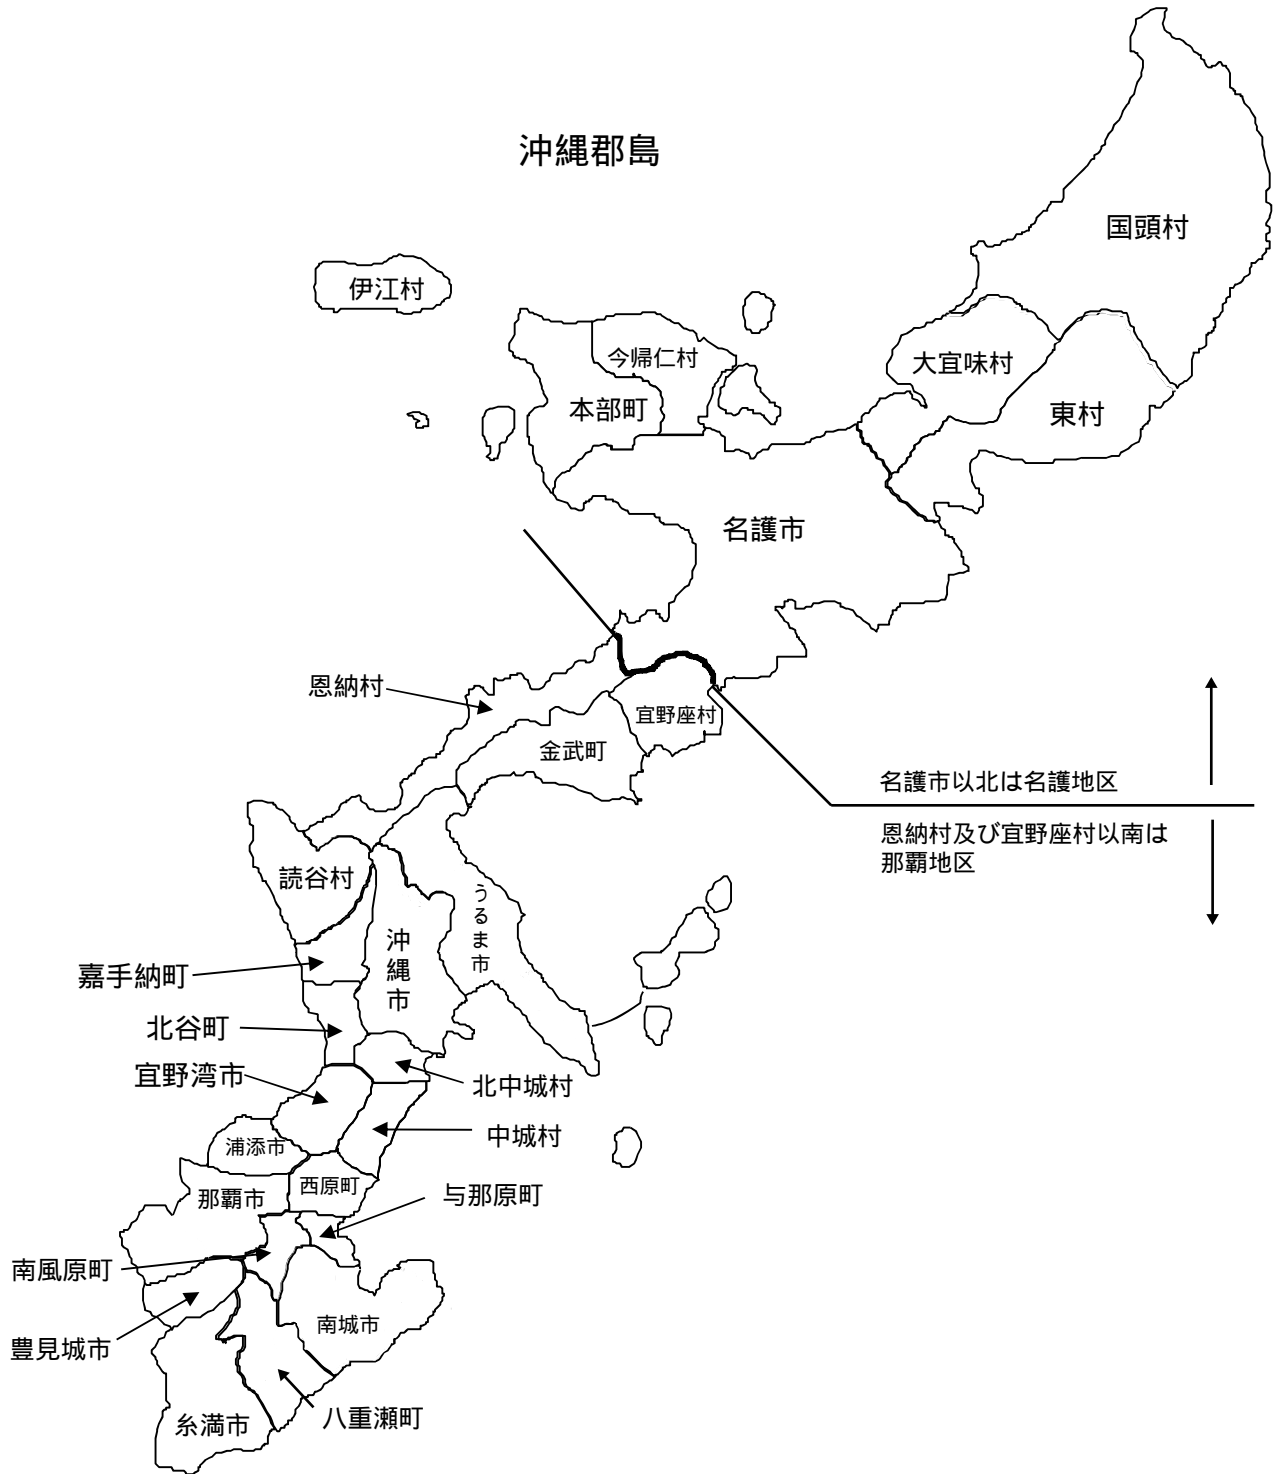 沖縄郡島
国頭村
伊江村
今帰仁村
大宜味村
本部町
東村
名護市
恩納村
宜野座村
金武町
名護市以北は名護地区
恩納村及び宜野座村以南は
那覇地区
読谷村
うるま市
沖縄市
嘉手納町
北谷町
宜野湾市
北中城村
中城村
浦添市
西原町
那覇市
与那原町
南風原町
南城市
豊見城市
八重瀬町
糸満市